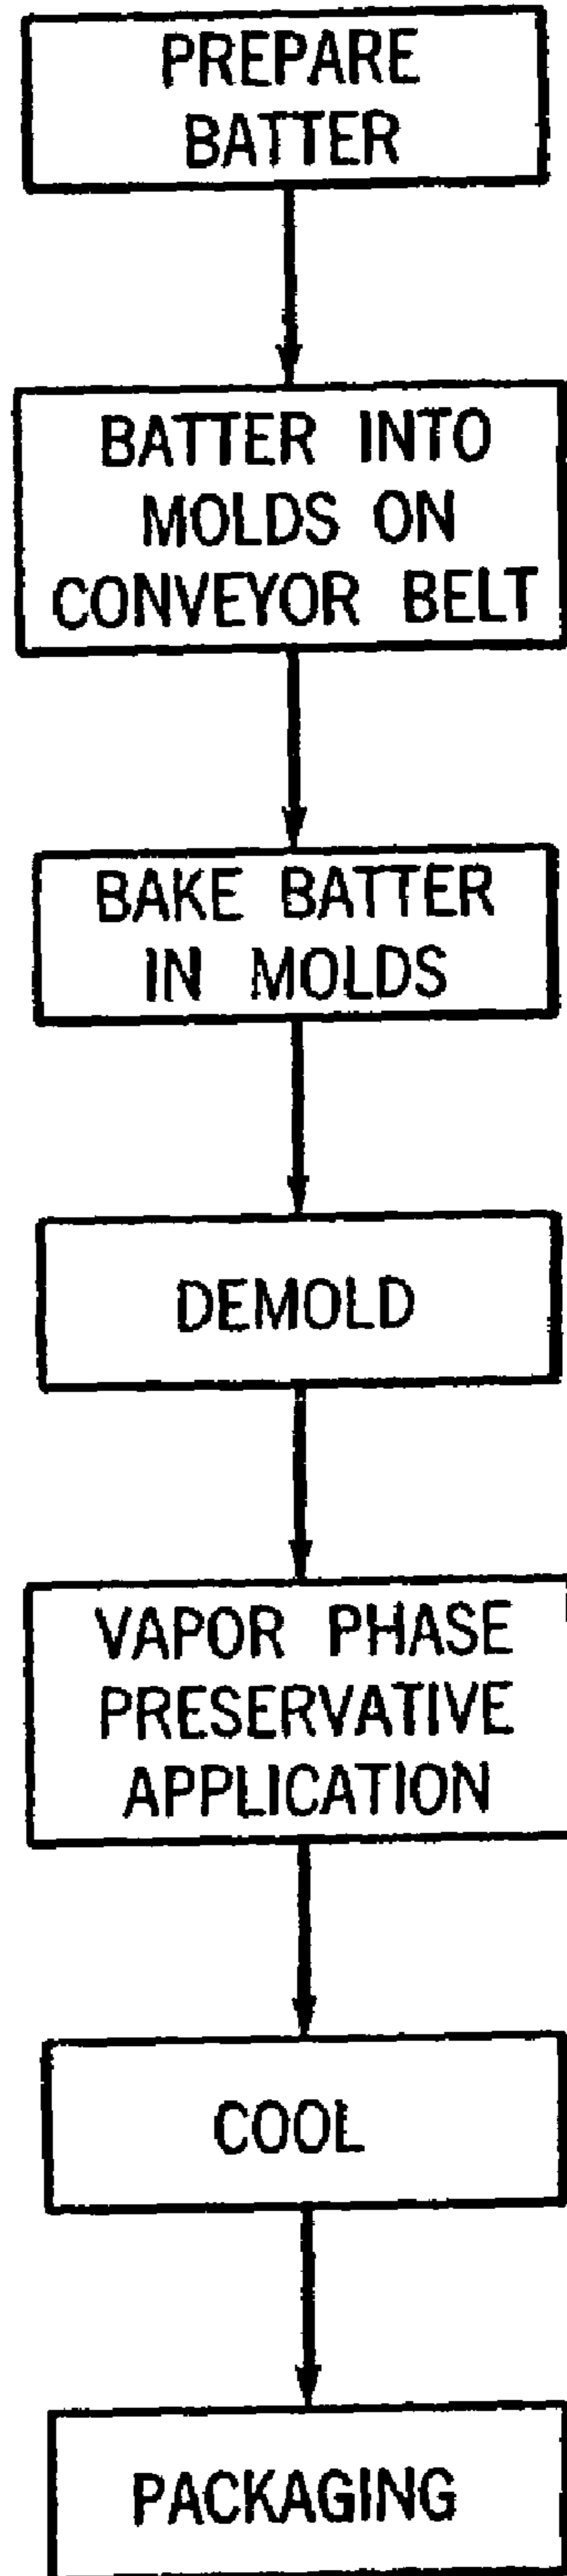 PREPARE
BATTER
BATTER INTO
MOLDS ON
CONVEYOR BELT
BAKE BATTER
IN MOLDS
DEMOLD
VAPOR PHASE
PRESERVATIVE
APPLICATION
COOL
PACKAGING